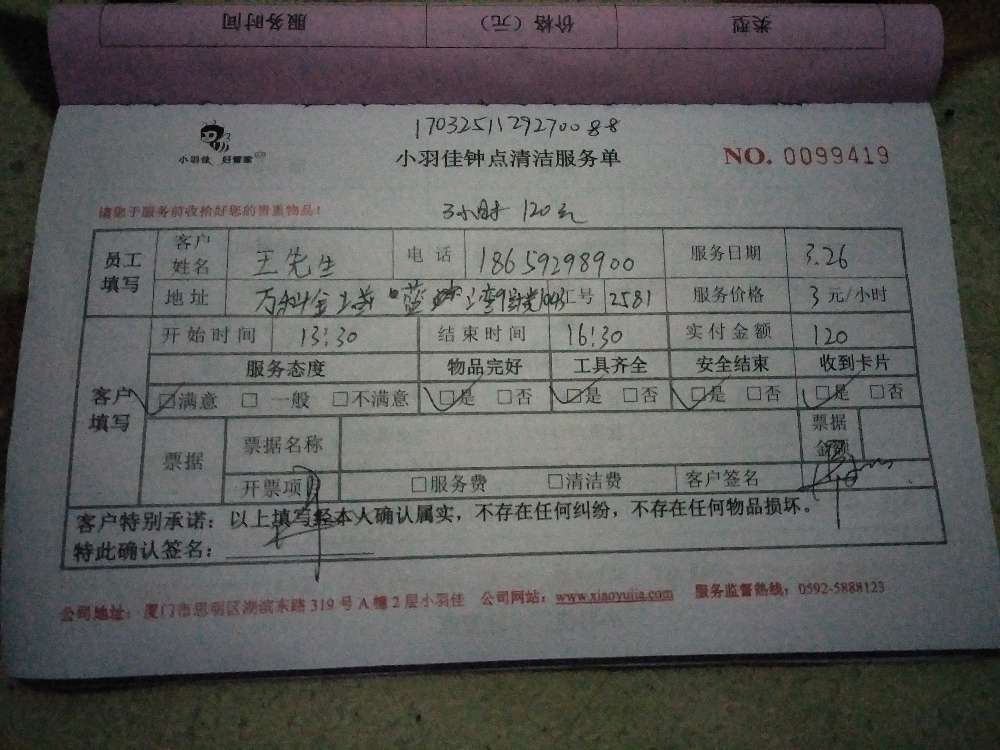 类型 价格（元） 服务时间
1703251129270088
小羽佳 好管家
小羽佳钟点清洁服务单 NO. 0099419
请您于服务前收拾好您的贵重物品！ 3小时 120元
员工填写 客户姓名 王先生 电话 18659298900 服务日期 3.26
地址 万科金域 蓝 湾 汇号 2581 服务价格 3 元/小时
客户填写 开始时间 13:30 结束时间 16:30 实付金额 120
服务态度 物品完好 工具齐全 安全结束 收到卡片
☑满意 □ 一般 □不满意 ☑是 □否 ☑是 □否 ☑是 □否 ☑是 □否
票据 票据名称 票据金额
开票项 □服务费 □清洁费 客户签名
客户特别承诺：以上填写经本人确认属实，不存在任何纠纷，不存在任何物品损坏。
特此确认签名：
公司地址：厦门市思明区湖滨东路 319 号 A 幢 2 层小羽佳 公司网站：www.xiaoyujia.com 服务监督热线：0592-5888123